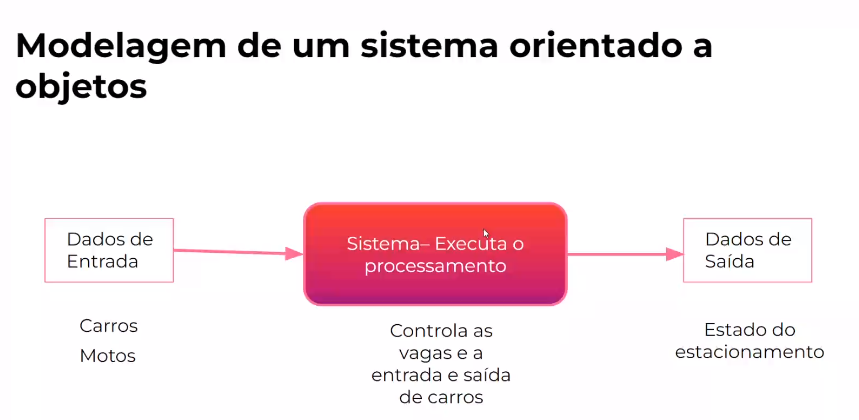 Modelagem de um sistema orientado a
objetos
Dados de
Entrada
Sistema– Executa o
processamento
Dados de
Saída
Carros
Motos
Controla as
vagas e a
entrada e saída
de carros
Estado do
estacionamento